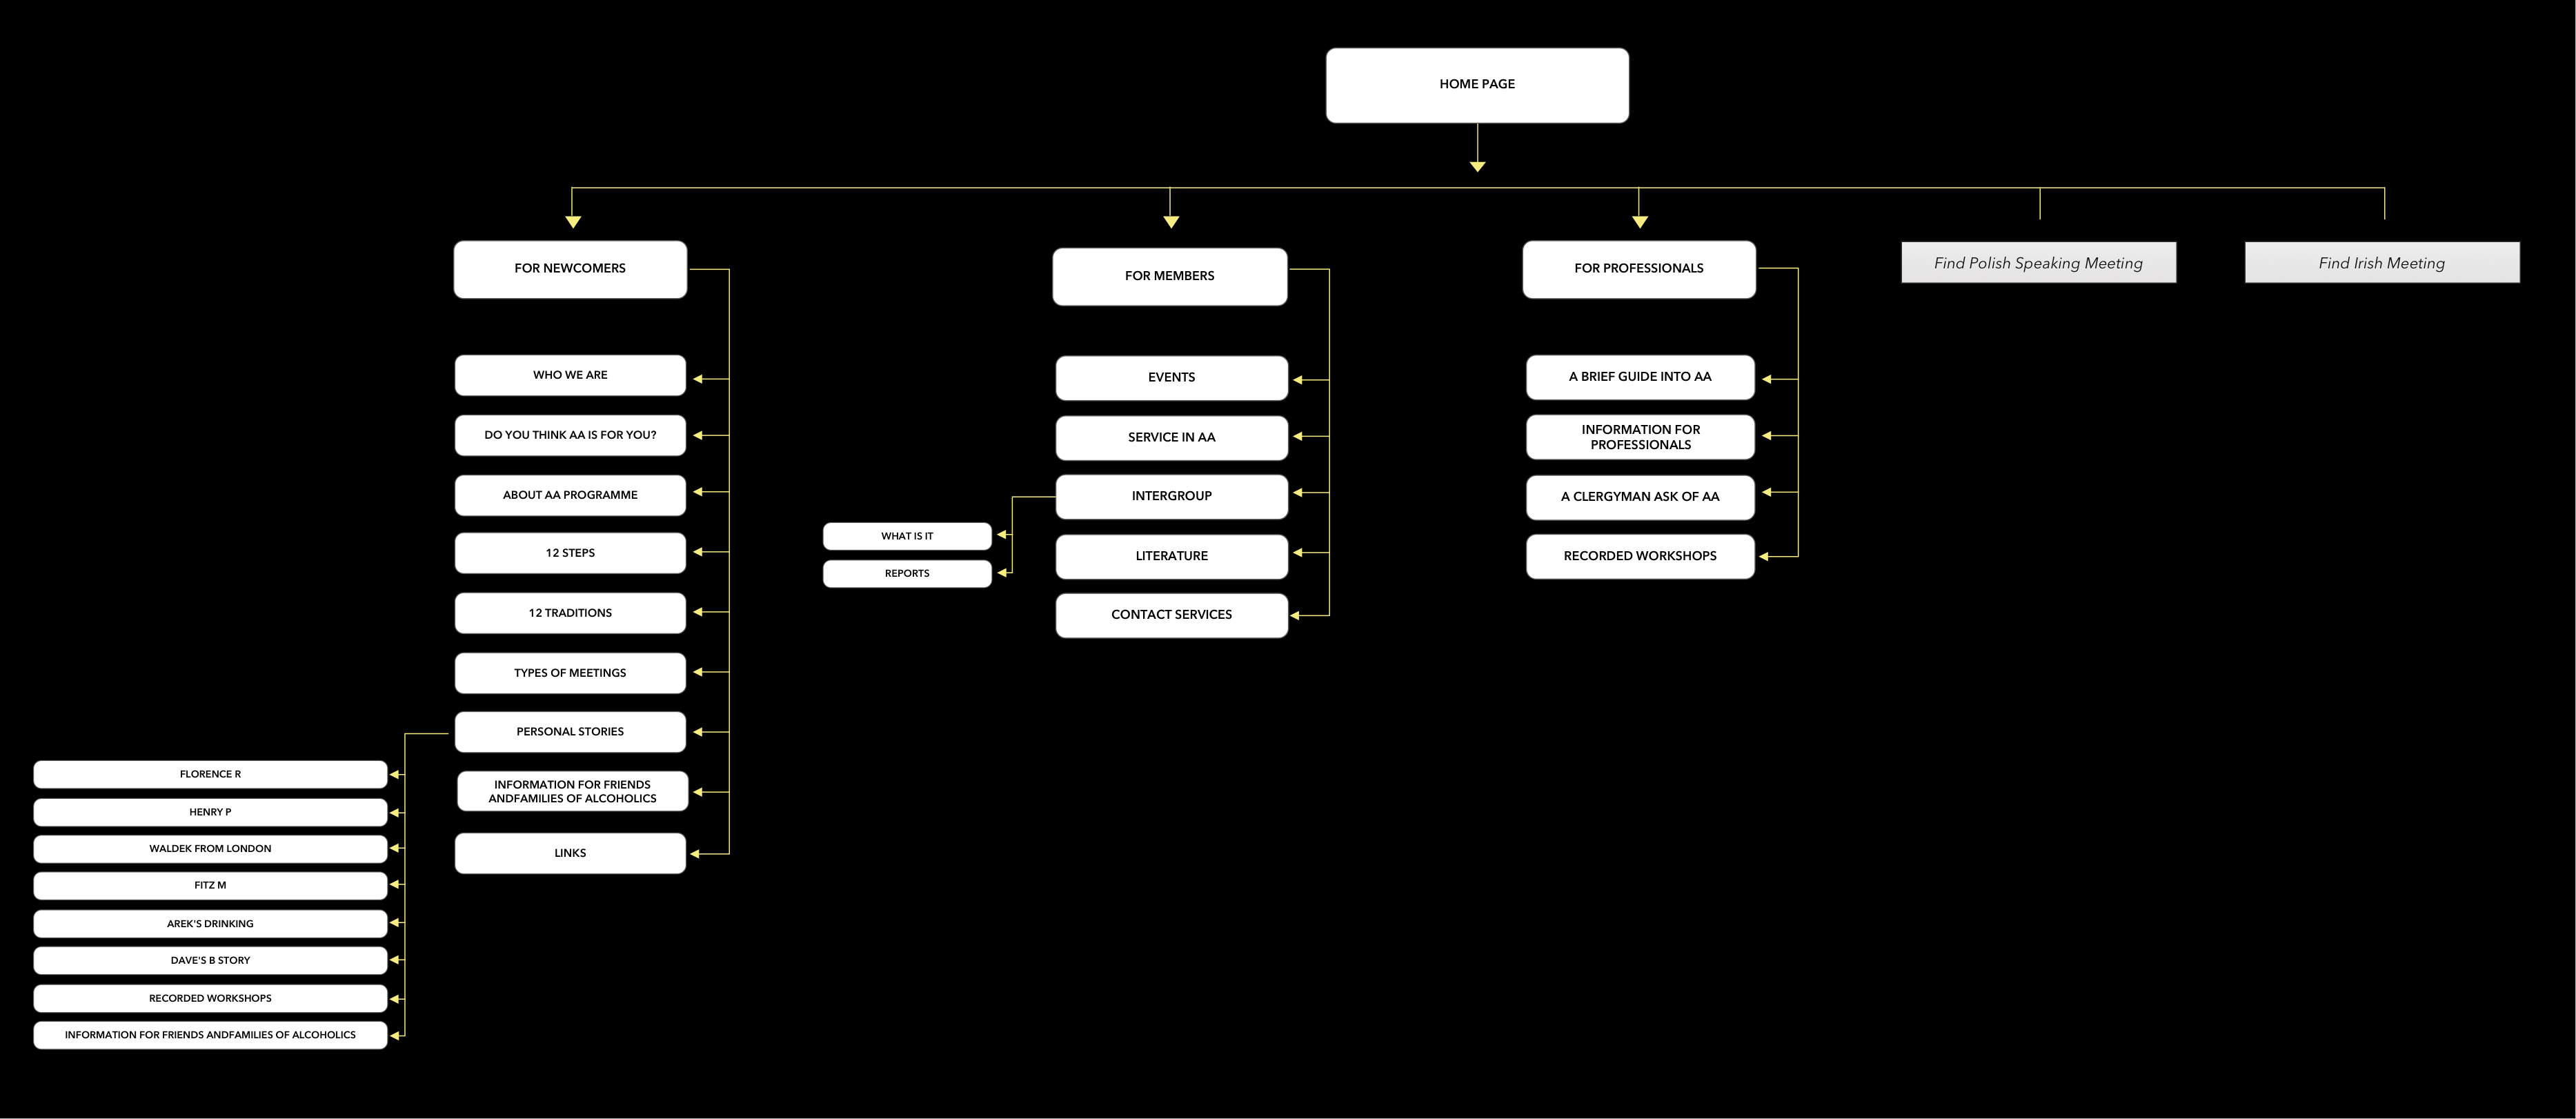 HOME PAGE
FOR NEWCOMERS
FOR MEMBERS
FOR PROFESSIONALS
Find Polish Speaking Meeting
Find Irish Meeting
WHO WE ARE
DO YOU THINK AA IS FOR YOU?
ABOUT AA PROGRAMME
12 STEPS
12 TRADITIONS
TYPES OF MEETINGS
PERSONAL STORIES
INFORMATION FOR FRIENDS
ANDFAMILIES OF ALCOHOLICS
LINKS
FLORENCE R
HENRY P
WALDEK FROM LONDON
FITZ M
AREK'S DRINKING
DAVE'S B STORY
RECORDED WORKSHOPS
INFORMATION FOR FRIENDS ANDFAMILIES OF ALCOHOLICS
EVENTS
SERVICE IN AA
INTERGROUP
WHAT IS IT
REPORTS
LITERATURE
CONTACT SERVICES
A BRIEF GUIDE INTO AA
INFORMATION FOR
PROFESSIONALS
A CLERGYMAN ASK OF AA
RECORDED WORKSHOPS